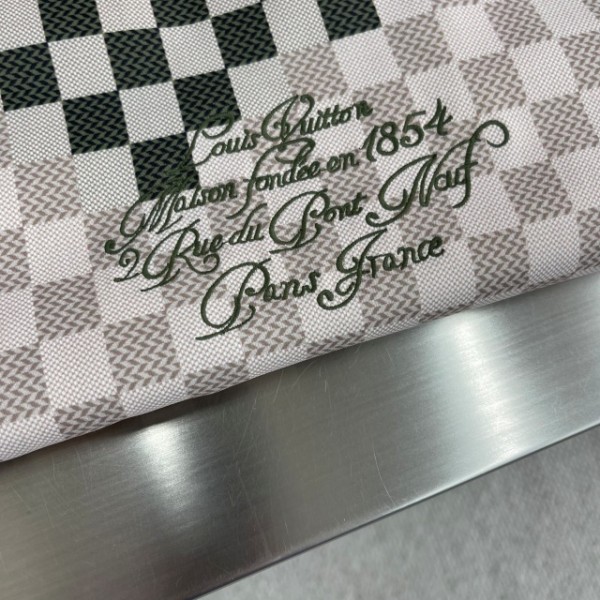 Louis Vuitton
Maison fondée en 1854
2 Rue du Pont Neuf
Paris France